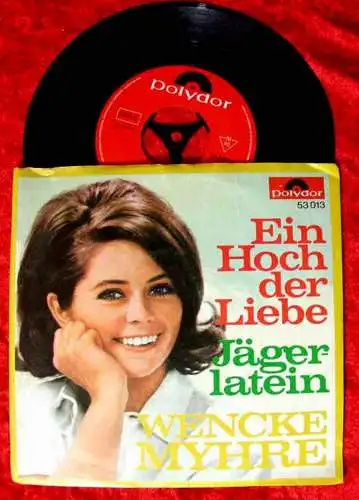 polydor
Polydor
53 013
Ein
Hoch
der
Liebe
Jäger-
latein
WENCKE
MYHRE